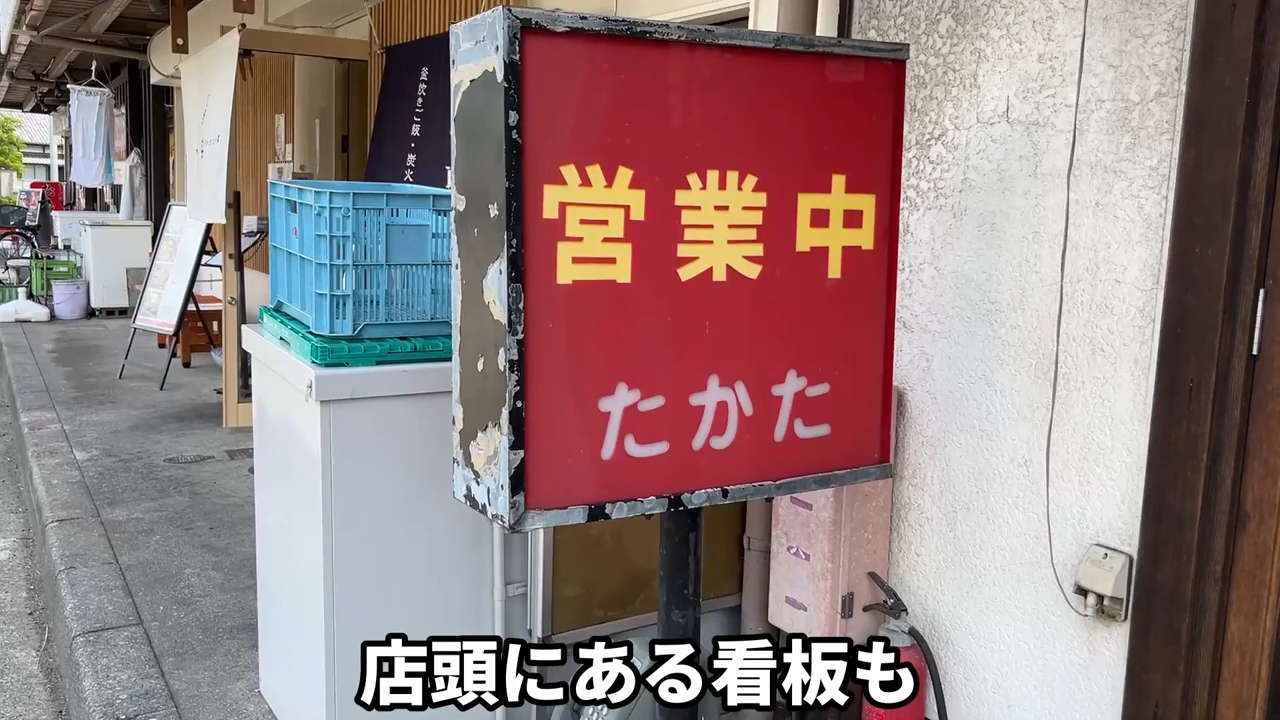 釜炊きご飯・炭火
営業中
たかた
店頭にある看板も